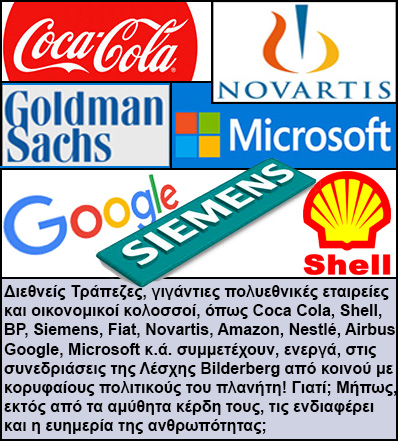 Coca-Cola
NOVARTIS
Goldman
Sachs
Microsoft
Google
SIEMENS
Shell
Διεθνείς Τράπεζες, γιγάντιες πολυεθνικές εταιρείες
και οικονομικοί κολοσσοί, όπως Coca Cola, Shell,
BP, Siemens, Fiat, Novartis, Amazon, Nestlé, Airbus
Google, Microsoft κ.ά. συμμετέχουν, ενεργά, στις
συνεδριάσεις της Λέσχης Bilderberg από κοινού με
κορυφαίους πολιτικούς του πλανήτη! Γιατί; Μήπως,
εκτός από τα αμύθητα κέρδη τους, τις ενδιαφέρει
και η ευημερία της ανθρωπότητας;